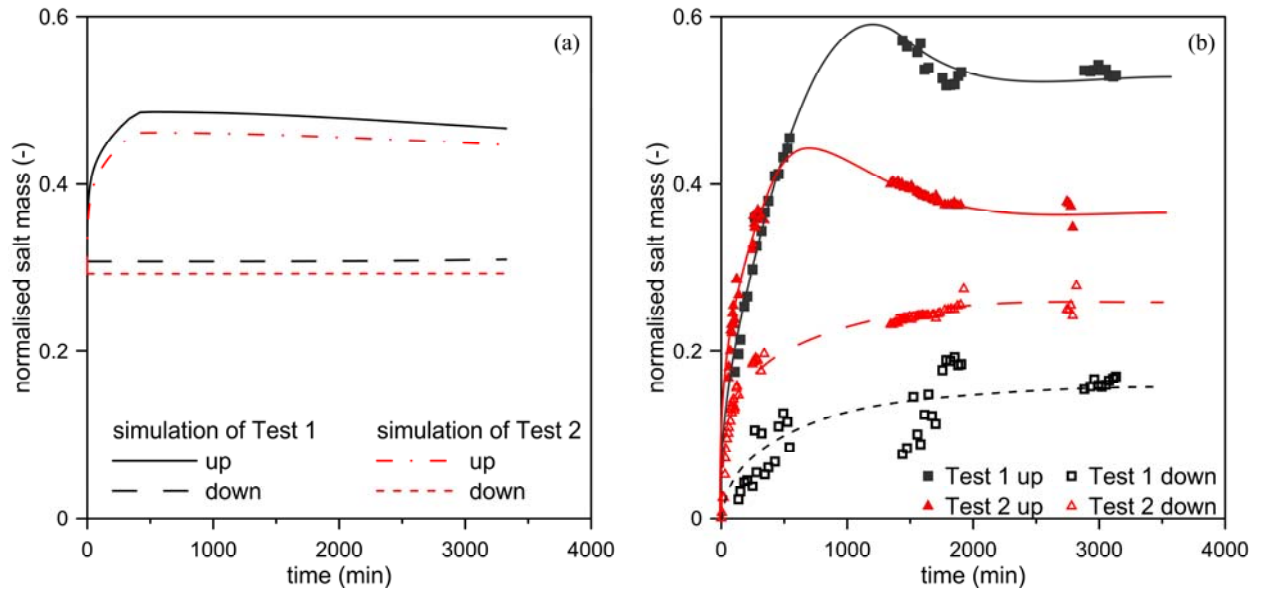 0.6
0.4
0.2
0
normalised salt mass (-)
(a)
simulation of Test 1
up
down
simulation of Test 2
up
down
0 1000 2000 3000 4000
time (min)
0.6
0.4
0.2
0
normalised salt mass (-)
(b)
Test 1 up
Test 1 down
Test 2 up
Test 2 down
0 1000 2000 3000 4000
time (min)